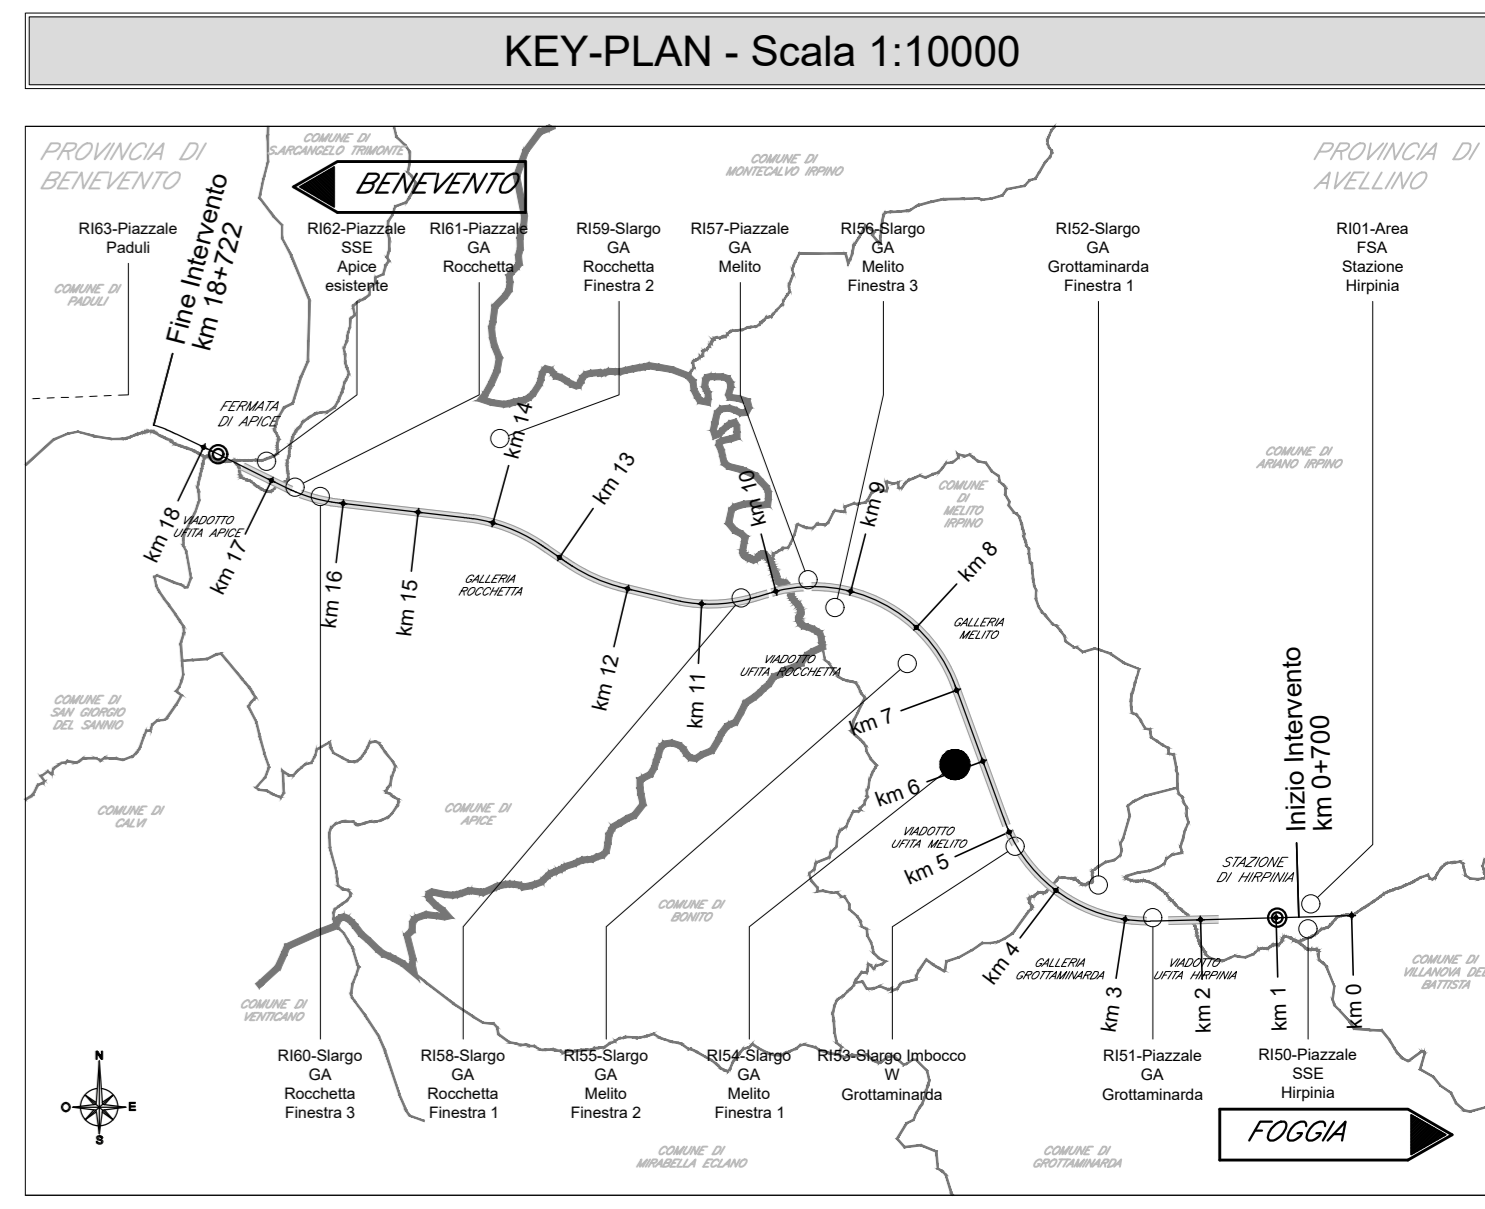 KEY-PLAN - Scala 1:10000
PROVINCIA DI
BENEVENTO
COMUNE DI
S.ARCANGELO TRIMONTE
BENEVENTO
COMUNE DI
MONTECALVO IRPINO
PROVINCIA DI
AVELLINO
RI63-Piazzale
Paduli
Fine Intervento
km 18+722
RI62-Piazzale
SSE
Apice
esistente
RI61-Piazzale
GA
Rocchetta
RI59-Slargo
GA
Rocchetta
Finestra 2
RI57-Piazzale
GA
Melito
RI56-Slargo
GA
Melito
Finestra 3
RI52-Slargo
GA
Grottaminarda
Finestra 1
RI01-Area
FSA
Stazione
Hirpinia
COMUNE DI
PADULI
FERMATA
DI APICE
km 14
km 13
km 10
km 9
COMUNE
DI
MELITO
IRPINO
COMUNE DI
ARIANO IRPINO
km 18
VIADOTTO
UFITA APICE
km 17
km 16
km 15
GALLERIA
ROCCHETTA
km 12
km 11
km 8
GALLERIA
MELITO
VIADOTTO
UFITA ROCCHETTA
km 7
COMUNE DI
SAN GIORGIO
DEL SANNIO
Inizio Intervento
km 0+700
km 6
COMUNE DI
CALVI
COMUNE DI
APICE
VIADOTTO
UFITA MELITO
km 5
STAZIONE
DI HIRPINIA
COMUNE DI
BONITO
km 4
GALLERIA
GROTTAMINARDA
km 3
VIADOTTO
UFITA HIRPINIA
km 2
km 1
km 0
COMUNE DI
VILLANOVA DEL
BATTISTA
COMUNE DI
VENTICANO
RI60-Slargo
GA
Rocchetta
Finestra 3
RI58-Slargo
GA
Rocchetta
Finestra 1
RI55-Slargo
GA
Melito
Finestra 2
RI54-Slargo
GA
Melito
Finestra 1
RI53-Slargo Imbocco
W
Grottaminarda
RI51-Piazzale
GA
Grottaminarda
RI50-Piazzale
SSE
Hirpinia
N
O
E
S
FOGGIA
COMUNE DI
MIRABELLA ECLANO
COMUNE DI
GROTTAMINARDA